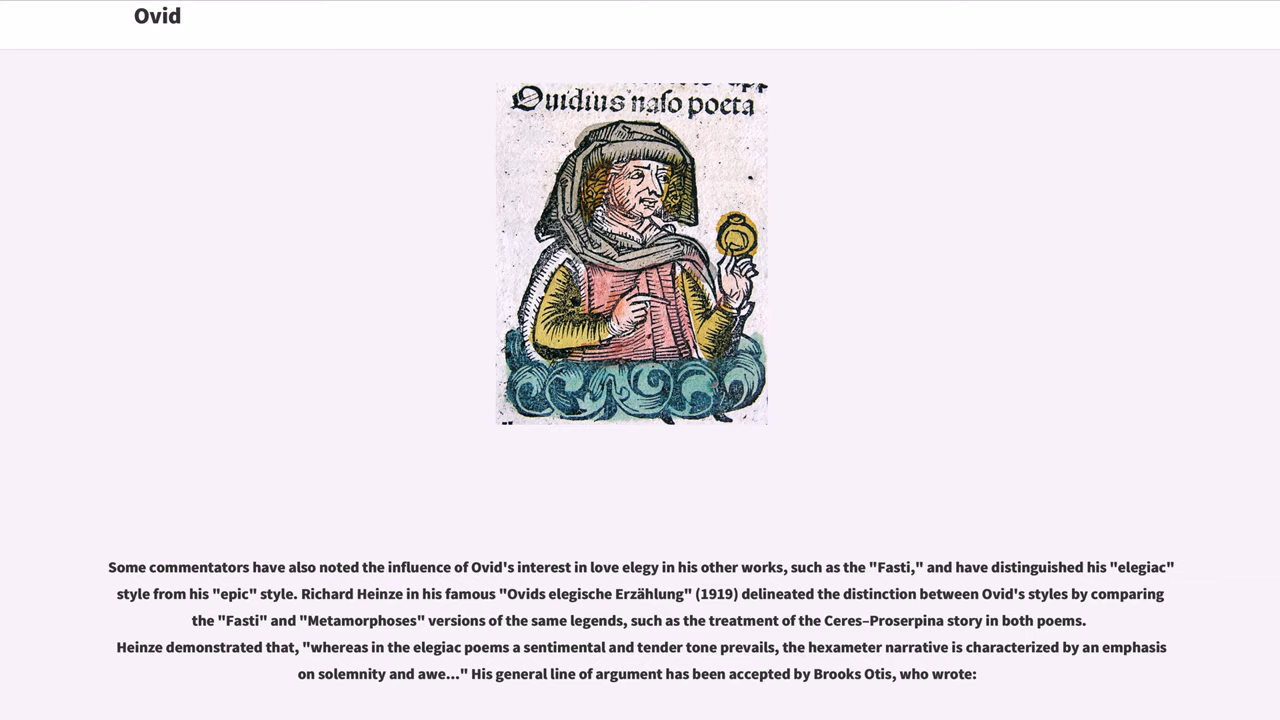 Ovid
Ouidius naſo poeta
Some commentators have also noted the influence of Ovid's interest in love elegy in his other works, such as the "Fasti," and have distinguished his "elegiac"
style from his "epic" style. Richard Heinze in his famous "Ovids elegische Erzählung" (1919) delineated the distinction between Ovid's styles by comparing
the "Fasti" and "Metamorphoses" versions of the same legends, such as the treatment of the Ceres–Proserpina story in both poems.
Heinze demonstrated that, "whereas in the elegiac poems a sentimental and tender tone prevails, the hexameter narrative is characterized by an emphasis
on solemnity and awe..." His general line of argument has been accepted by Brooks Otis, who wrote: